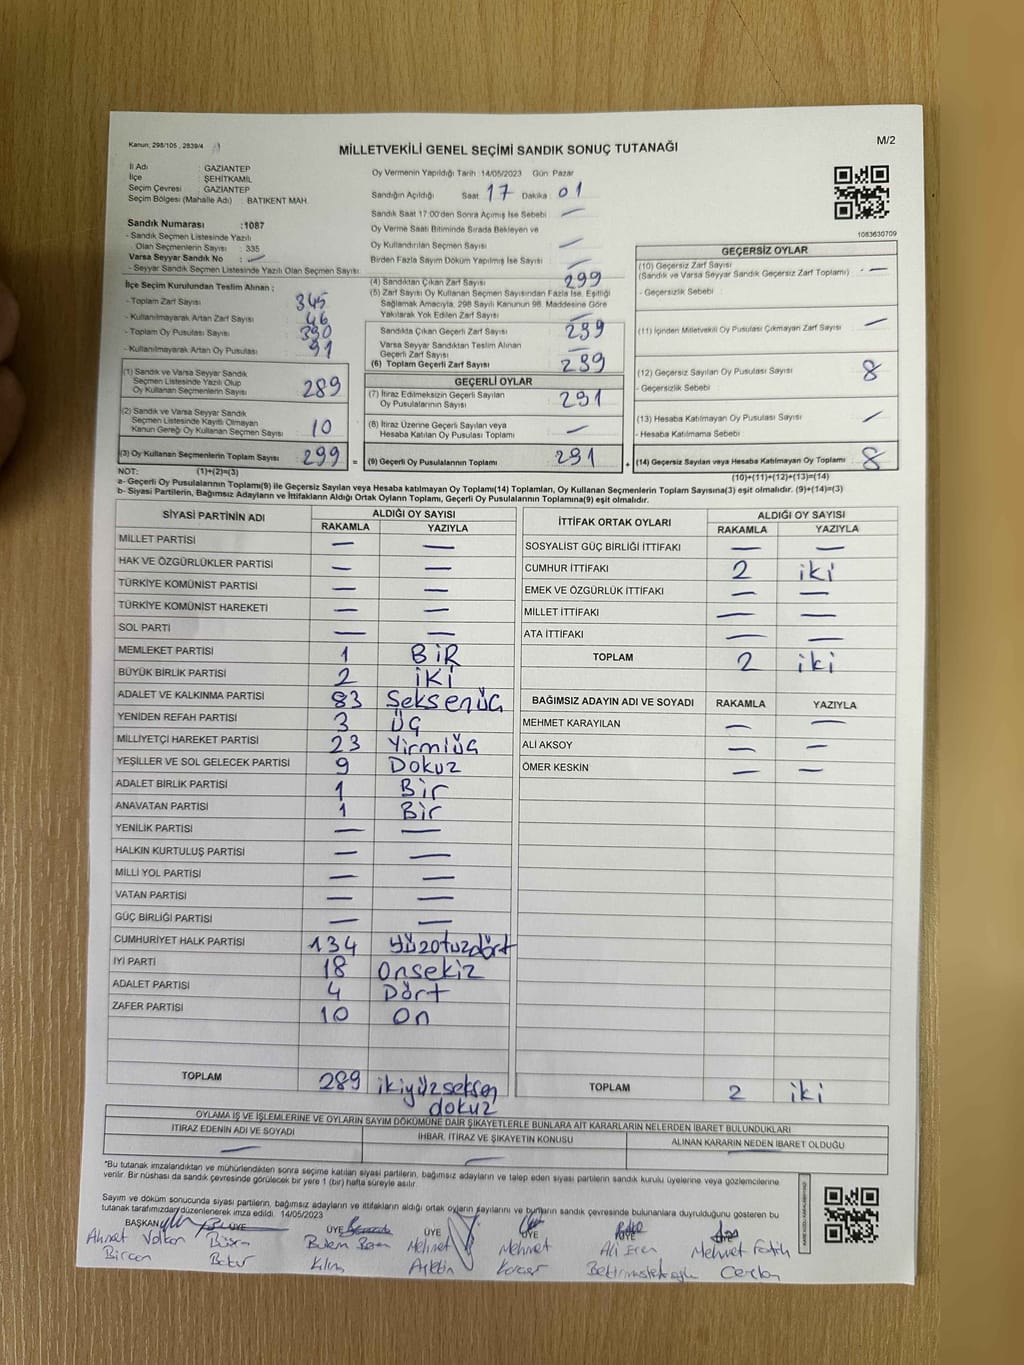 Kanun, 298/105 , 2839/4
M/2
MİLLETVEKİLİ GENEL SEÇİMİ SANDIK SONUÇ TUTANAĞI
İl Adı : GAZİANTEP
İlçe : ŞEHİTKAMİL
Seçim Çevresi : GAZİANTEP
Seçim Bölgesi (Mahalle Adı) : BATIKENT MAH.
Oy Vermenin Yapıldığı Tarih :14/05/2023 Gün: Pazar
Sandığın Açıldığı Saat 17 Dakika 01
Sandık Saat 17:00'den Sonra Açılmış İse Sebebi —
Oy Verme Saati Bitiminde Sırada Bekleyen ve
Oy Kullandırılan Seçmen Sayısı —
Birden Fazla Sayım Döküm Yapılmış İse Sayısı —
1083630709
Sandık Numarası :1087
- Sandık Seçmen Listesinde Yazılı
Olan Seçmenlerin Sayısı : 335
Varsa Seyyar Sandık No : —
- Seyyar Sandık Seçmen Listesinde Yazılı Olan Seçmen Sayısı:
İlçe Seçim Kurulundan Teslim Alınan ;
- Toplam Zarf Sayısı : 345
- Kullanılmayarak Artan Zarf Sayısı : 46
- Toplam Oy Pusulası Sayısı : 390
- Kullanılmayarak Artan Oy Pusulası : 91
(1) Sandık ve Varsa Seyyar Sandık
Seçmen Listesinde Yazılı Olup
Oy Kullanan Seçmenlerin Sayısı : 289
(2) Sandık ve Varsa Seyyar Sandık
Seçmen Listesinde Kayıtlı Olmayan
Kanun Gereği Oy Kullanan Seçmen Sayısı : 10
(3) Oy Kullanan Seçmenlerin Toplam Sayısı : 299
(4) Sandıktan Çıkan Zarf Sayısı : 299
(5) Zarf Sayısı Oy Kullanan Seçmen Sayısından Fazla İse, Eşitliği
Sağlamak Amacıyla, 298 Sayılı Kanunun 98. Maddesine Göre
Yakılarak Yok Edilen Zarf Sayısı : —
Sandıkta Çıkan Geçerli Zarf Sayısı : 299
Varsa Seyyar Sandıktan Teslim Alınan
Geçerli Zarf Sayısı : —
(6) Toplam Geçerli Zarf Sayısı : 299
GEÇERLİ OYLAR
(7) İtiraz Edilmeksizin Geçerli Sayılan
Oy Pusulalarının Sayısı : 291
(8) İtiraz Üzerine Geçerli Sayılan veya
Hesaba Katılan Oy Pusulası Toplamı : —
= (9) Geçerli Oy Pusulalarının Toplamı : 291
GEÇERSİZ OYLAR
(10) Geçersiz Zarf Sayısı
(Sandık ve Varsa Seyyar Sandık Geçersiz Zarf Toplamı) : —
- Geçersizlik Sebebi :
(11) İçinden Milletvekili Oy Pusulası Çıkmayan Zarf Sayısı : —
(12) Geçersiz Sayılan Oy Pusulası Sayısı : 8
- Geçersizlik Sebebi :
(13) Hesaba Katılmayan Oy Pusulası Sayısı : —
- Hesaba Katılmama Sebebi :
+ (14) Geçersiz Sayılan veya Hesaba Katılmayan Oy Toplamı : 8
NOT: (1)+(2)=(3)
(10)+(11)+(12)+(13)=(14)
a- Geçerli Oy Pusulalarının Toplamı(9) ile Geçersiz Sayılan veya Hesaba katılmayan Oy Toplamı(14) Toplamları, Oy Kullanan Seçmenlerin Toplam Sayısına(3) eşit olmalıdır. (9)+(14)=(3)
b- Siyasi Partilerin, Bağımsız Adayların ve İttifakların Aldığı Ortak Oyların Toplamı, Geçerli Oy Pusulalarının Toplamına(9) eşit olmalıdır.
SİYASİ PARTİNİN ADI ALDIĞI OY SAYISI
RAKAMLA YAZIYLA
MİLLET PARTİSİ — —
HAK VE ÖZGÜRLÜKLER PARTİSİ — —
TÜRKİYE KOMÜNİST PARTİSİ — —
TÜRKİYE KOMÜNİST HAREKETİ — —
SOL PARTİ — —
MEMLEKET PARTİSİ 1 BİR
BÜYÜK BİRLİK PARTİSİ 2 İKİ
ADALET VE KALKINMA PARTİSİ 83 Seksenüç
YENİDEN REFAH PARTİSİ 3 Üç
MİLLİYETÇİ HAREKET PARTİSİ 23 Yirmiüç
YEŞİLLER VE SOL GELECEK PARTİSİ 9 Dokuz
ADALET BİRLİK PARTİSİ 1 Bir
ANAVATAN PARTİSİ 1 Bir
YENİLİK PARTİSİ — —
HALKIN KURTULUŞ PARTİSİ — —
MİLLİ YOL PARTİSİ — —
VATAN PARTİSİ — —
GÜÇ BİRLİĞİ PARTİSİ — —
CUMHURİYET HALK PARTİSİ 134 yüzotuzdört
İYİ PARTİ 18 Onsekiz
ADALET PARTİSİ 4 Dört
ZAFER PARTİSİ 10 On
TOPLAM 289 ikiyüzseksen
dokuz
İTTİFAK ORTAK OYLARI ALDIĞI OY SAYISI
RAKAMLA YAZIYLA
SOSYALİST GÜÇ BİRLİĞİ İTTİFAKI — —
CUMHUR İTTİFAKI 2 iki
EMEK VE ÖZGÜRLÜK İTTİFAKI — —
MİLLET İTTİFAKI — —
ATA İTTİFAKI — —
TOPLAM 2 iki
BAĞIMSIZ ADAYIN ADI VE SOYADI RAKAMLA YAZIYLA
MEHMET KARAYILAN — —
ALİ AKSOY — —
ÖMER KESKİN — —
TOPLAM 2 iki
OYLAMA İŞ VE İŞLEMLERİNE VE OYLARIN SAYIM DÖKÜMÜNE DAİR ŞİKAYETLERLE BUNLARA AİT KARARLARIN NELERDEN İBARET BULUNDUKLARI
İTİRAZ EDENİN ADI VE SOYADI İHBAR, İTİRAZ VE ŞİKAYETİN KONUSU ALINAN KARARIN NEDEN İBARET OLDUĞU
— — —
*Bu tutanak imzalandıktan ve mühürlendikten sonra seçime katılan siyasi partilerin, bağımsız adayların ve talep eden siyasi partilerin sandık kurulu üyelerine veya gözlemcilerine
verilir. Bir nüshası da sandık çevresinde görülecek bir yere 1 (bir) hafta süreyle asılır.
Sayım ve döküm sonucunda siyasi partilerin, bağımsız adayların ve ittifakların aldığı ortak oyların sayılarını ve bunların sandık çevresinde bulunanlara duyrulduğunu gösteren bu
tutanak tarafımızdan düzenlenerek imza edildi. 14/05/2023
BAŞKAN ÜYE ÜYE ÜYE ÜYE ÜYE
Ahmet Volkan Büşra Mehmet Mehmet Ali Eren Mehmet Fatih
Bircan